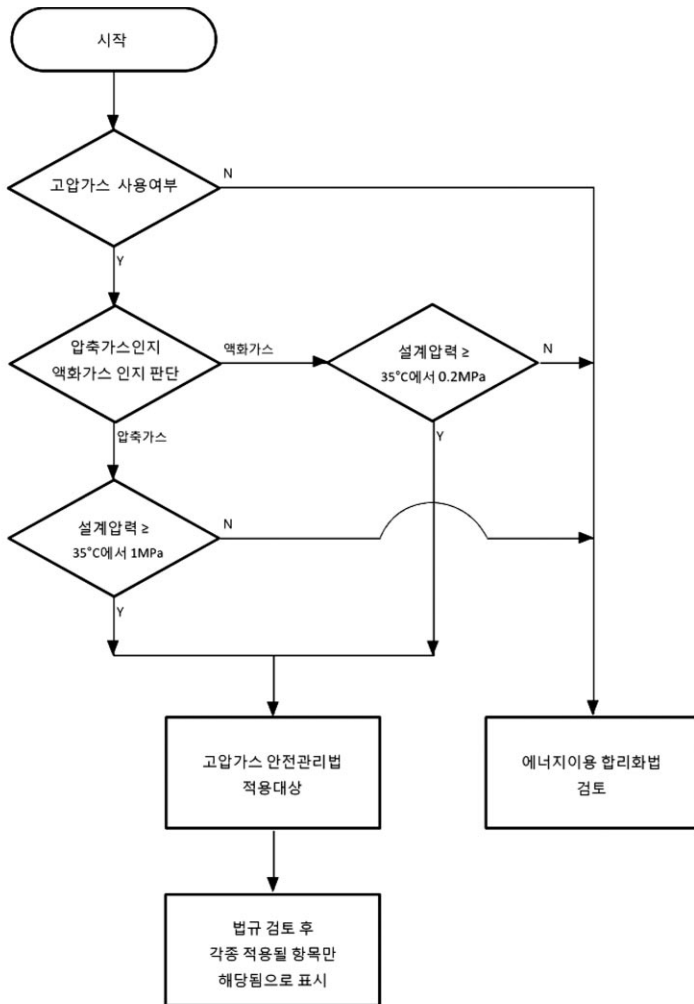 시작
고압가스 사용여부
N
Y
압축가스인지
액화가스 인지 판단
액화가스
설계압력 ≥
35°C에서 0.2MPa
N
압축가스
Y
설계압력 ≥
35°C에서 1MPa
N
Y
고압가스 안전관리법
적용대상
에너지이용 합리화법
검토
법규 검토 후
각종 적용될 항목만
해당됨으로 표시